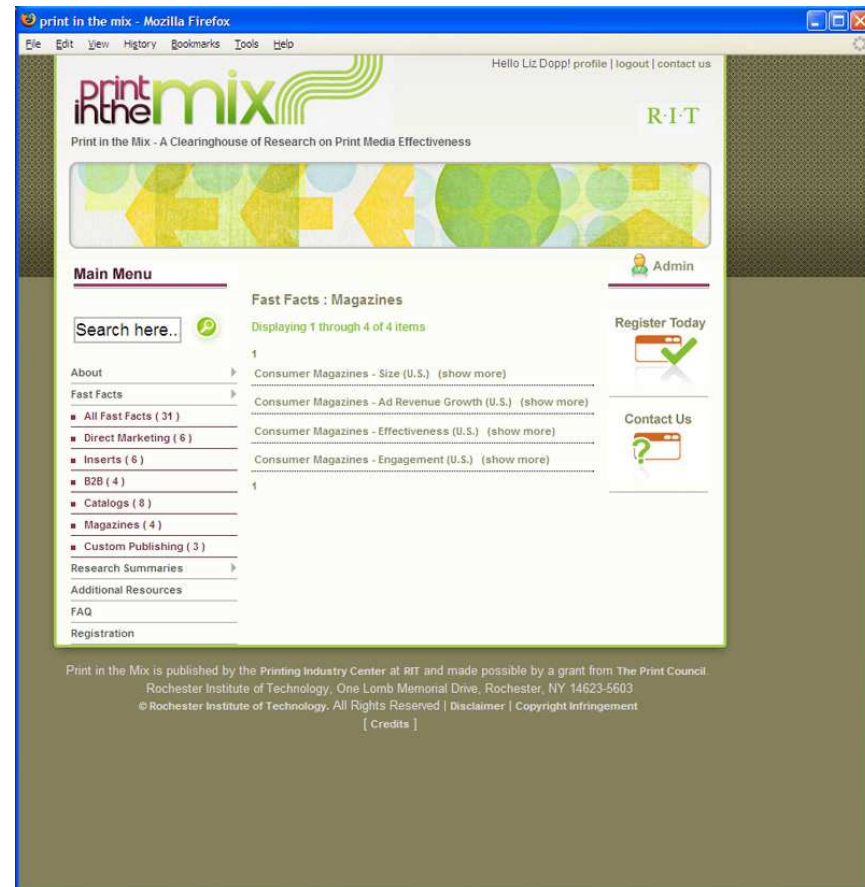 print in the mix - Mozilla Firefox
File Edit View History Bookmarks Tools Help
Hello Liz Dopp! profile | logout | contact us
print
inthe mix
R·I·T
Print in the Mix - A Clearinghouse of Research on Print Media Effectiveness
Admin
Main Menu
Search here..
About
Fast Facts
All Fast Facts ( 31 )
Direct Marketing ( 6 )
Inserts ( 6 )
B2B ( 4 )
Catalogs ( 8 )
Magazines ( 4 )
Custom Publishing ( 3 )
Research Summaries
Additional Resources
FAQ
Registration
Fast Facts : Magazines
Displaying 1 through 4 of 4 items
1
Consumer Magazines - Size (U.S.) (show more)
Consumer Magazines - Ad Revenue Growth (U.S.) (show more)
Consumer Magazines - Effectiveness (U.S.) (show more)
Consumer Magazines - Engagement (U.S.) (show more)
1
Register Today
Contact Us
Print in the Mix is published by the Printing Industry Center at RIT and made possible by a grant from The Print Council.
Rochester Institute of Technology, One Lomb Memorial Drive, Rochester, NY 14623-5603
© Rochester Institute of Technology. All Rights Reserved | Disclaimer | Copyright Infringement
[ Credits ]